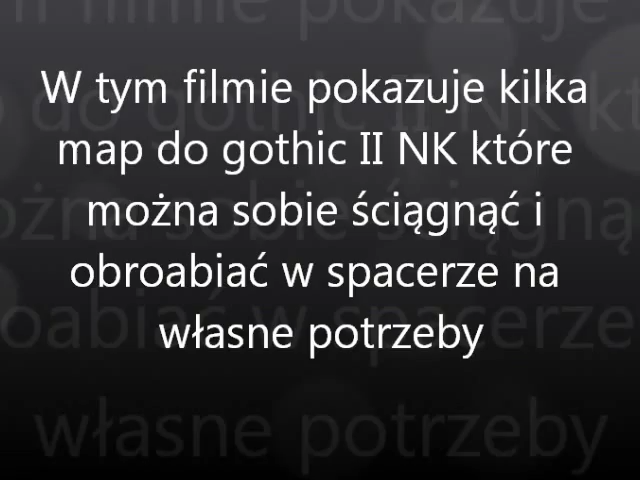 W tym filmie pokazuje kilka
map do gothic II NK które
można sobie ściągnąć i
obroabiać w spacerze na
własne potrzeby